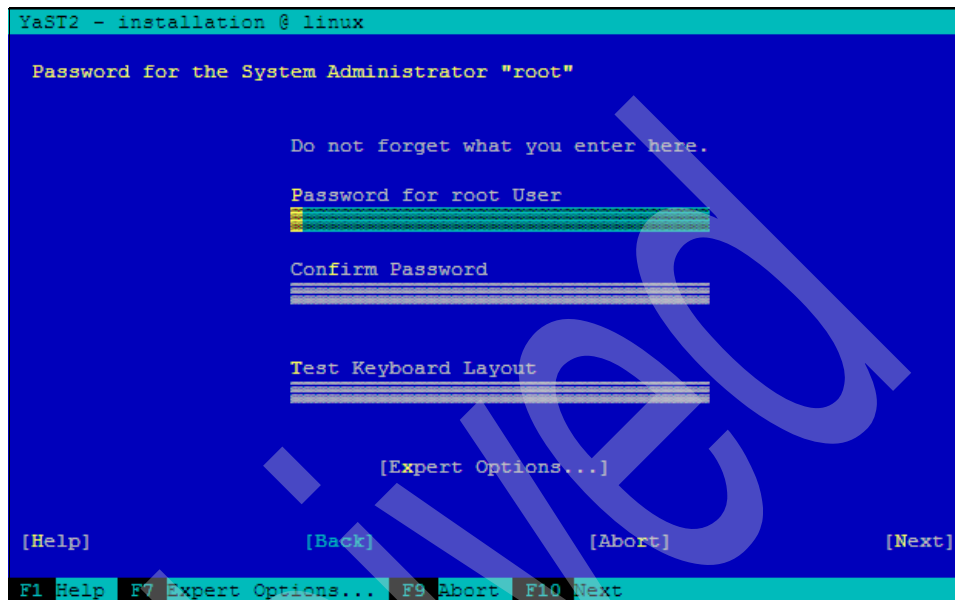 YaST2 - installation @ linux
Password for the System Administrator "root"
Do not forget what you enter here.
Password for root User
Confirm Password
Test Keyboard Layout
[Expert Options...]
[Help] [Back] [Abort] [Next]
F1 Help F7 Expert Options... F9 Abort F10 Next
ived